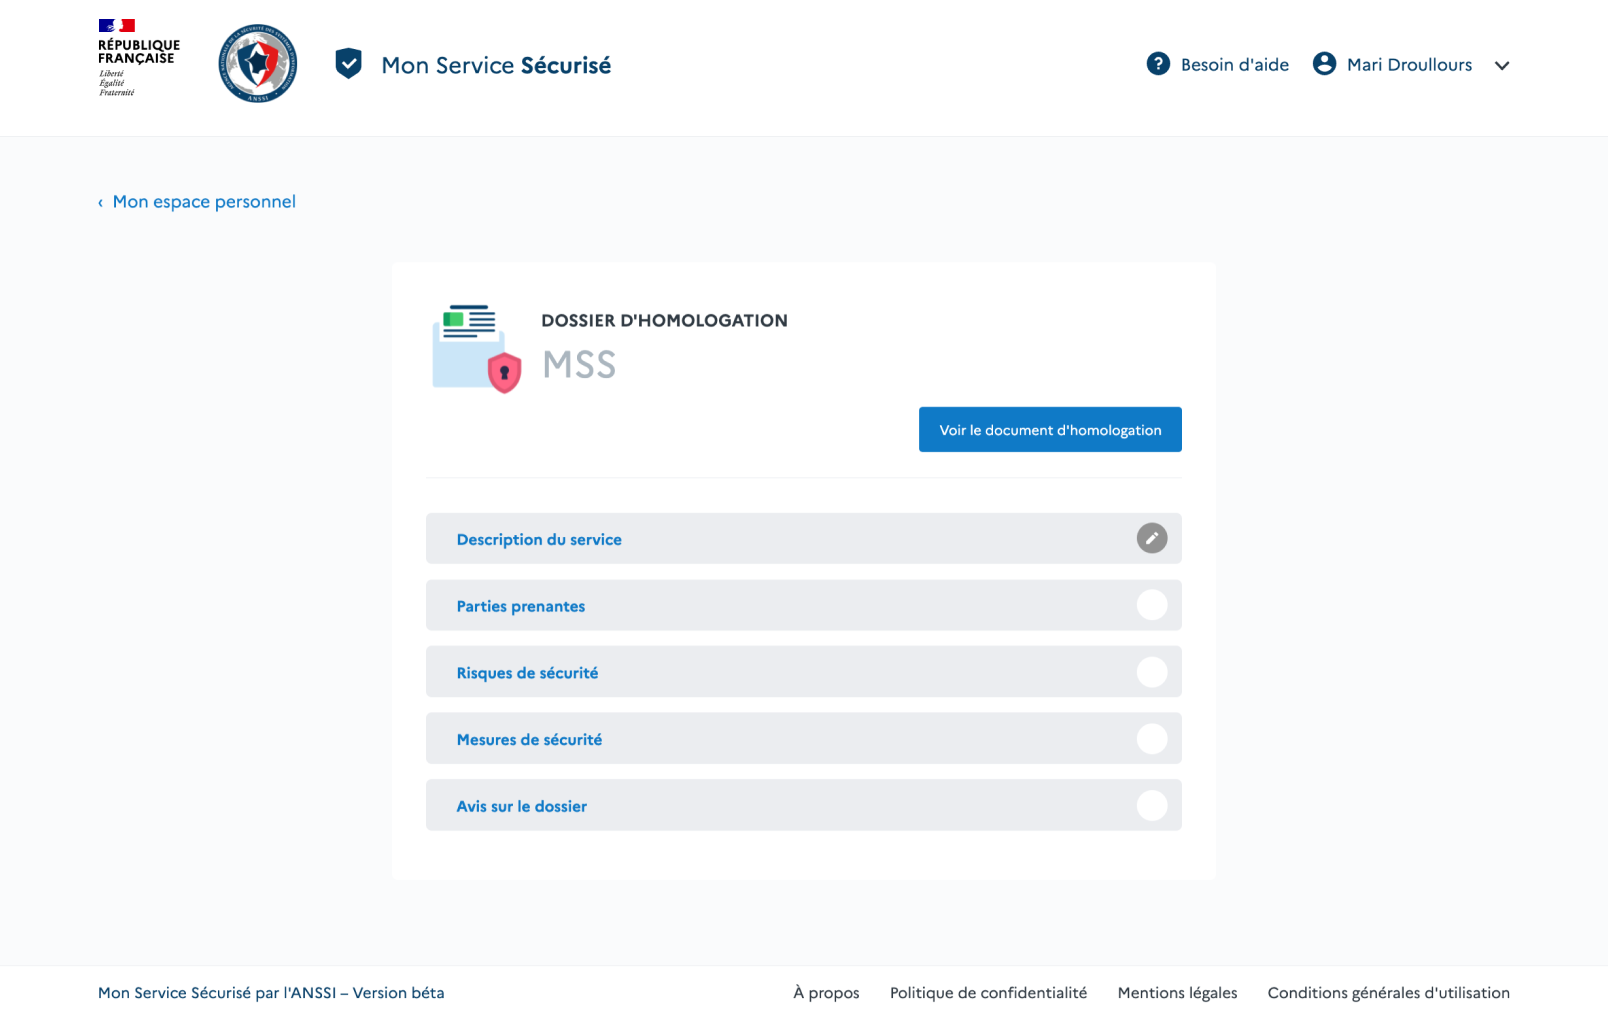 RÉPUBLIQUE
FRANÇAISE
Liberté
Égalité
Fraternité
ANSSI
Mon Service Sécurisé
Besoin d'aide
Mari Droullours
‹ Mon espace personnel
DOSSIER D'HOMOLOGATION
MSS
Voir le document d'homologation
Description du service
Parties prenantes
Risques de sécurité
Mesures de sécurité
Avis sur le dossier
Mon Service Sécurisé par l'ANSSI – Version béta
À propos
Politique de confidentialité
Mentions légales
Conditions générales d'utilisation